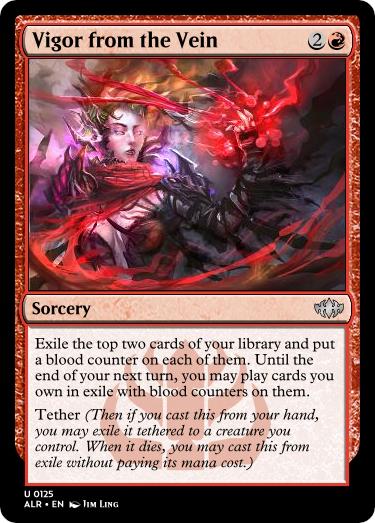 Vigor from the Vein 2
Sorcery
Exile the top two cards of your library and put
a blood counter on each of them. Until the
end of your next turn, you may play cards you
own in exile with blood counters on them.
Tether (Then if you cast this from your hand,
you may exile it tethered to a creature you
control. When it dies, you may cast this from
exile without paying its mana cost.)
U 0125
ALR • EN Jim Ling